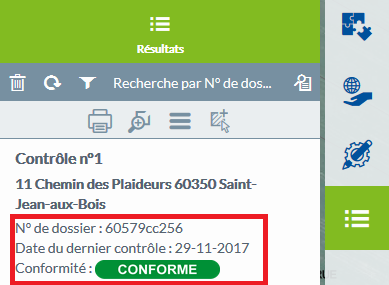 Résultats
Recherche par N° de dos...
Contrôle n°1
11 Chemin des Plaideurs 60350 Saint-
Jean-aux-Bois
N° de dossier : 60579cc256
Date du dernier contrôle : 29-11-2017
Conformité : CONFORME